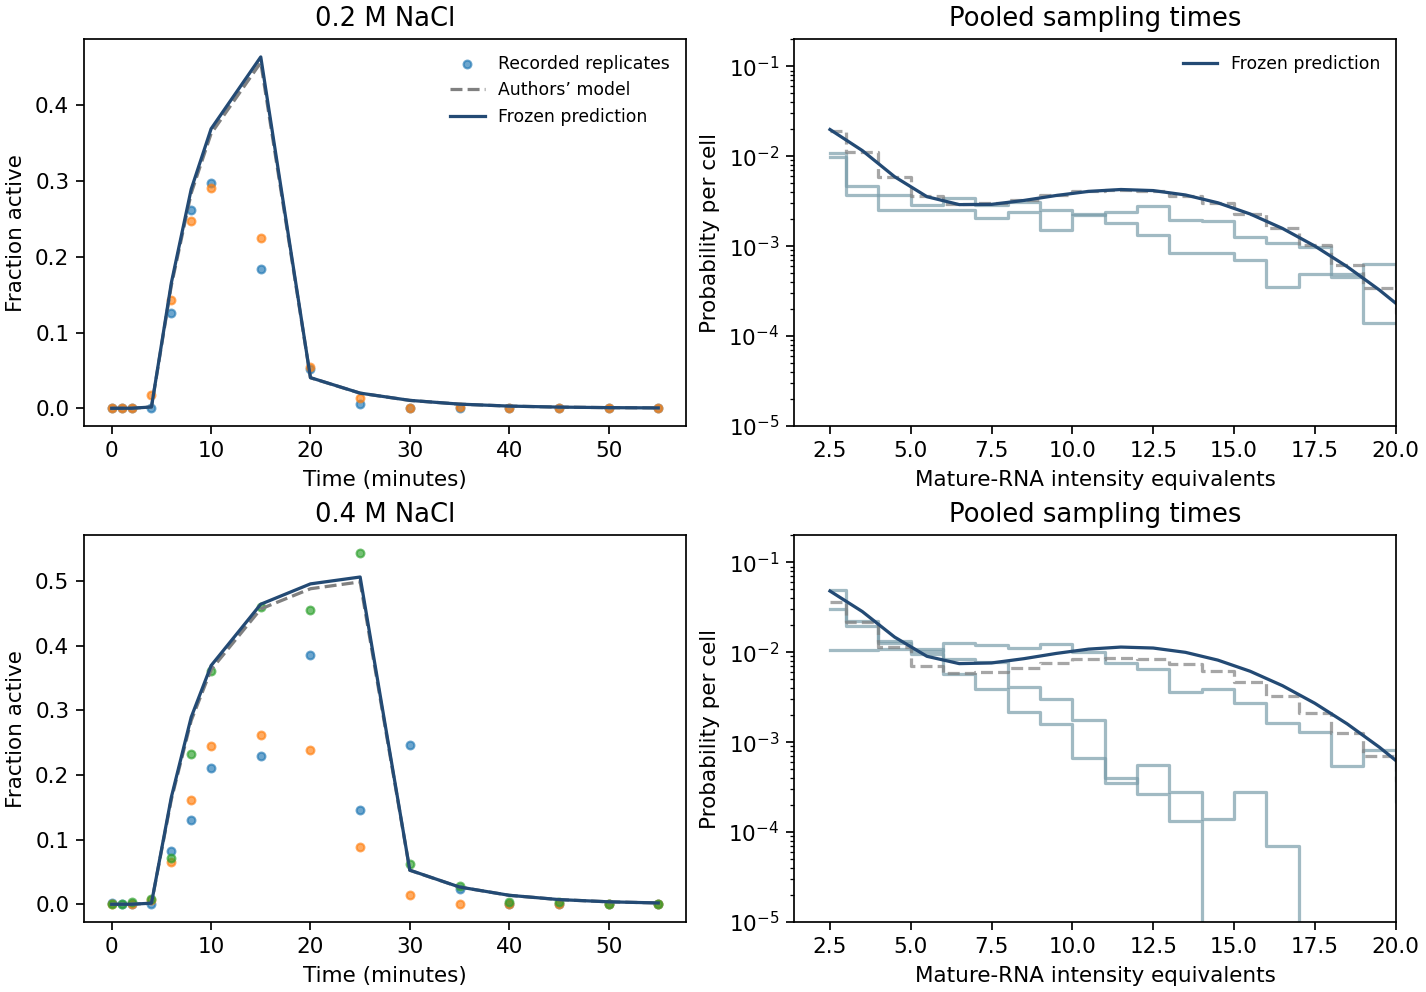 0.2 M NaCl
Recorded replicates
Authors’ model
Frozen prediction
0.4
0.3
0.2
0.1
0.0
Fraction active
0 10 20 30 40 50
Time (minutes)
Pooled sampling times
Frozen prediction
10⁻¹
10⁻²
10⁻³
10⁻⁴
10⁻⁵
Probability per cell
2.5 5.0 7.5 10.0 12.5 15.0 17.5 20.0
Mature-RNA intensity equivalents
0.4 M NaCl
0.5
0.4
0.3
0.2
0.1
0.0
Fraction active
0 10 20 30 40 50
Time (minutes)
Pooled sampling times
10⁻¹
10⁻²
10⁻³
10⁻⁴
10⁻⁵
Probability per cell
2.5 5.0 7.5 10.0 12.5 15.0 17.5 20.0
Mature-RNA intensity equivalents